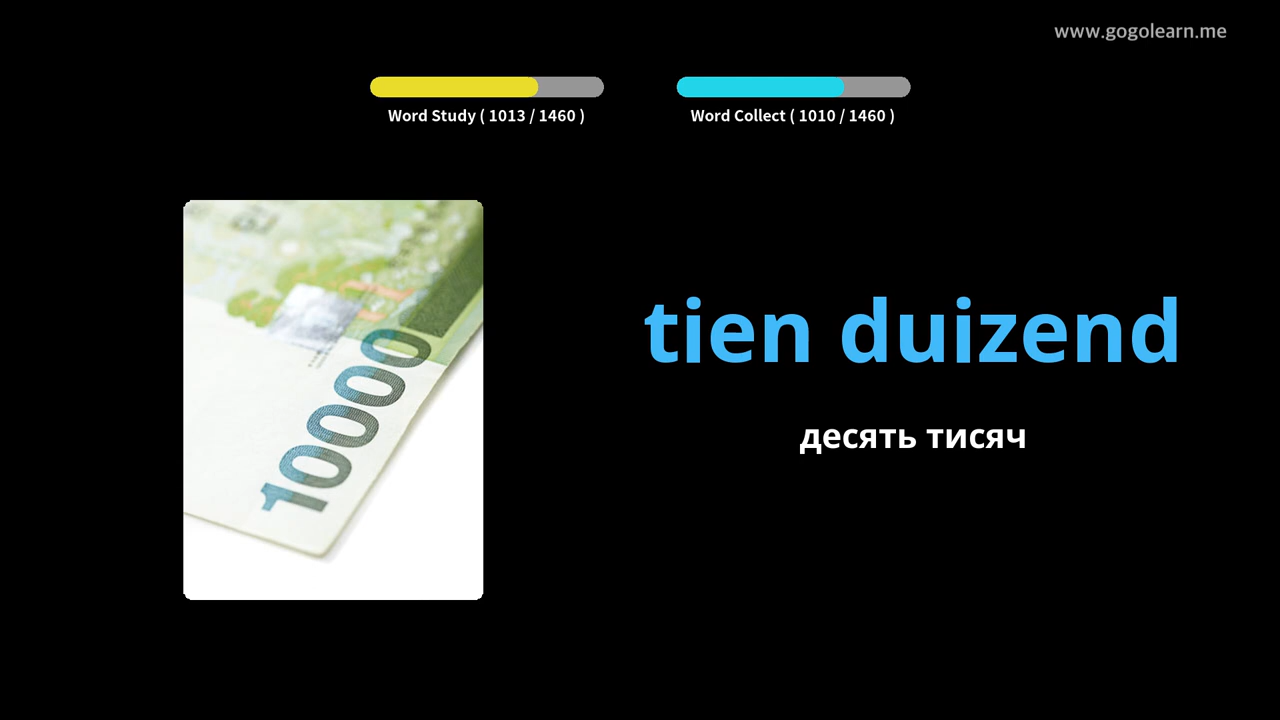 www.gogolearn.me
Word Study ( 1013 / 1460 )
Word Collect ( 1010 / 1460 )
10000
tien duizend
десять тисяч